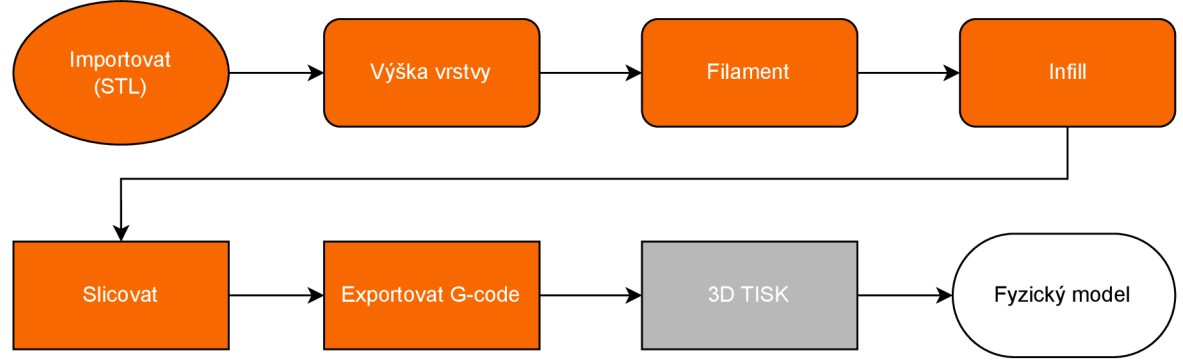 Importovat
(STL)
Výška vrstvy
Filament
Infill
Slicovat
Exportovat G-code
3D TISK
Fyzický model